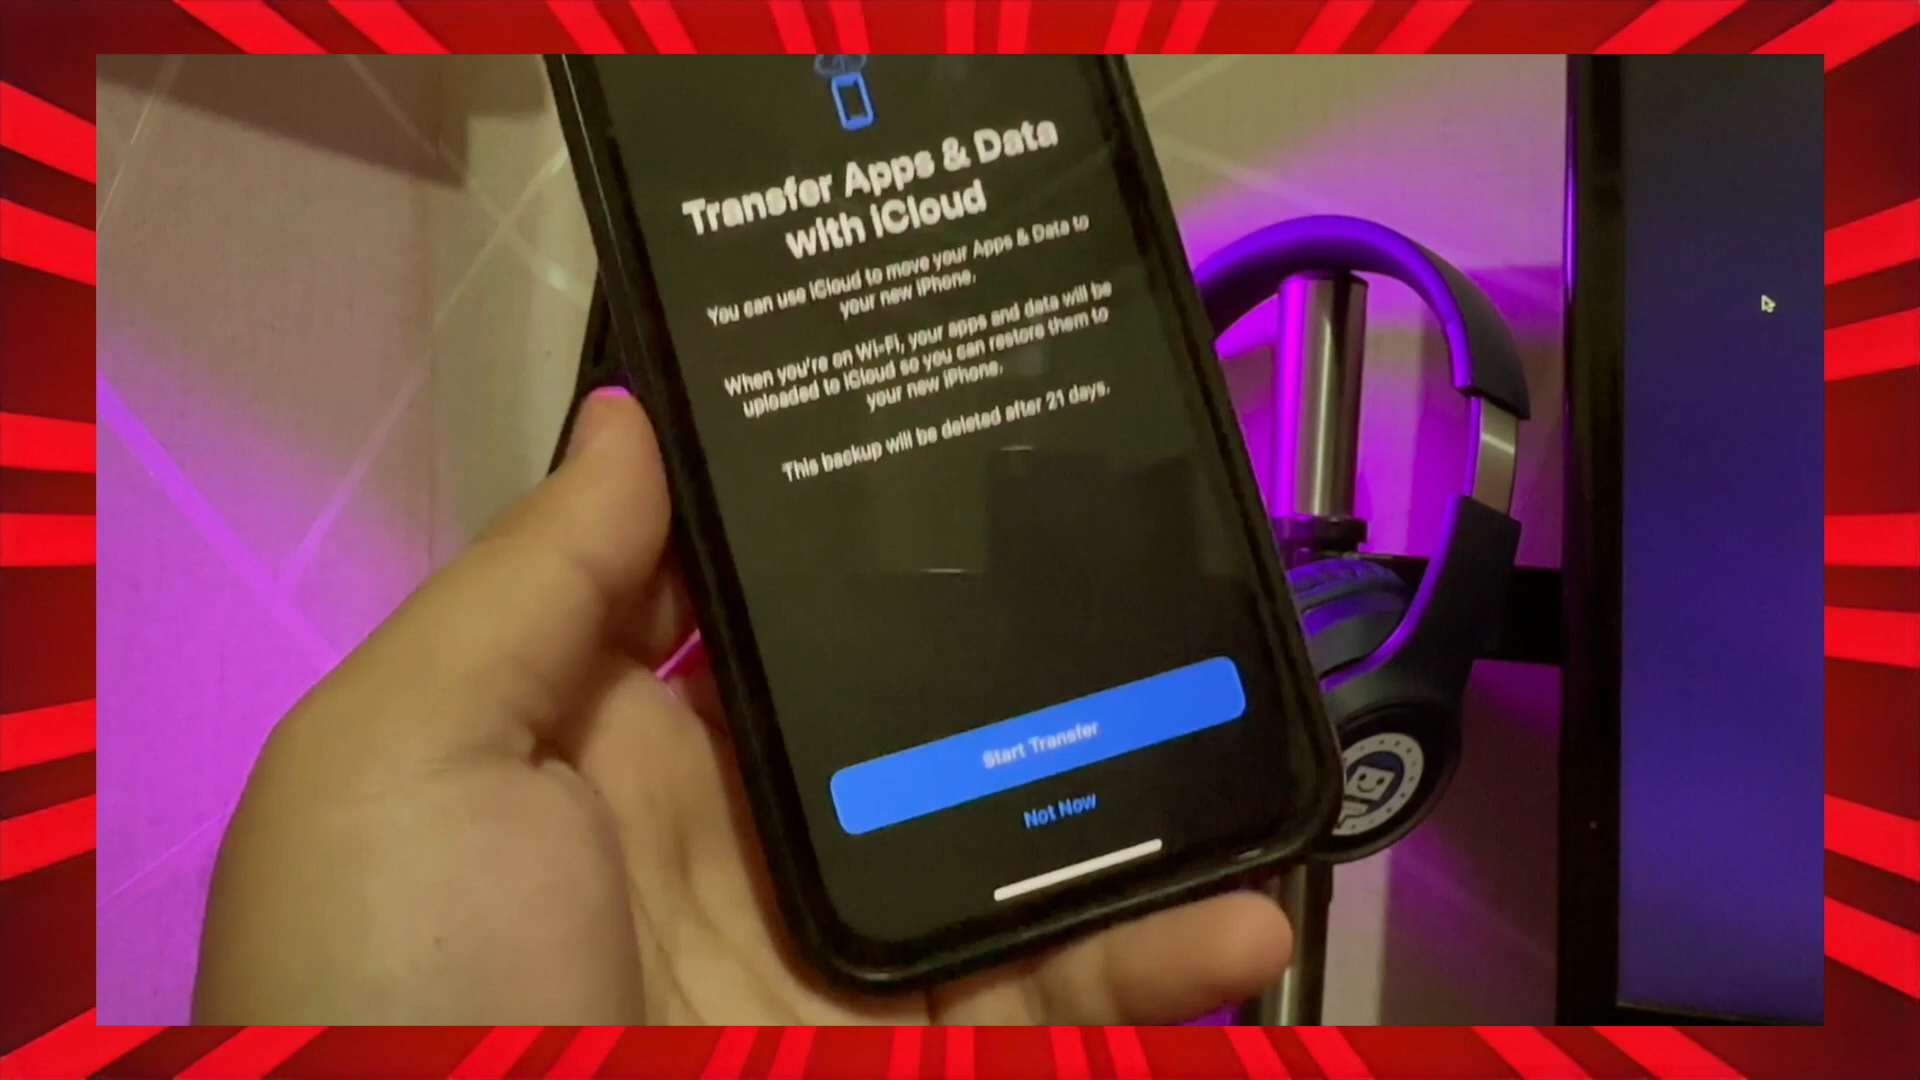 Transfer Apps & Data
with iCloud
You can use iCloud to move your Apps & Data to
your new iPhone.
When you're on Wi-Fi, your apps and data will be
uploaded to iCloud so you can restore them to
your new iPhone.
This backup will be deleted after 21 days.
Start Transfer
Not Now